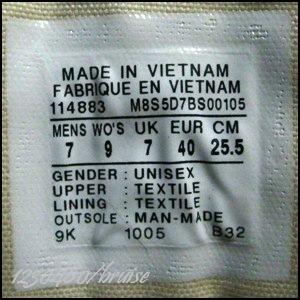 MADE IN VIETNAM
FABRIQUE EN VIETNAM
114883 M8S5D7BS00105
MENS WO'S UK EUR CM
7 9 7 40 25.5
GENDER : UNISEX
UPPER : TEXTILE
LINING : TEXTILE
OUTSOLE : MAN-MADE
9K 1005 B32